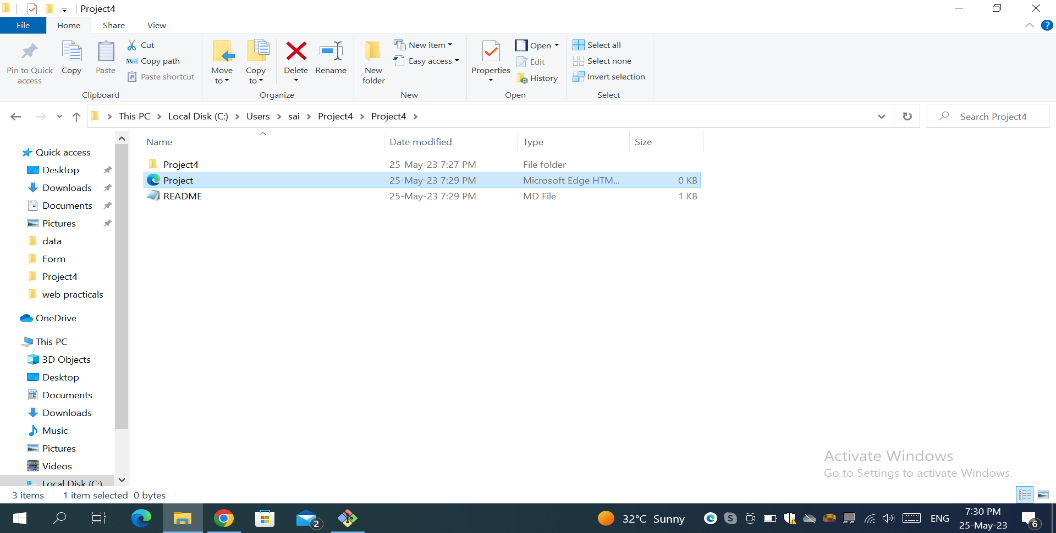 Project4
File Home Share View
Pin to Quick access
Copy
Paste
Cut
Copy path
Paste shortcut
Clipboard
Move to
Copy to
Delete
Rename
Organize
New folder
New item
Easy access
New
Properties
Open
Edit
History
Open
Select all
Select none
Invert selection
Select
This PC Local Disk (C:) Users sai Project4 Project4
Search Project4
Name Date modified Type Size
Project4 25-May-23 7:27 PM File folder
Project 25-May-23 7:29 PM Microsoft Edge HTM... 0 KB
README 25-May-23 7:29 PM MD File 1 KB
Quick access
Desktop
Downloads
Documents
Pictures
data
Form
Project4
web practicals
OneDrive
This PC
3D Objects
Desktop
Documents
Downloads
Music
Pictures
Videos
Local Disk (C:)
Activate Windows
Go to Settings to activate Windows.
3 items 1 item selected 0 bytes
2
32°C Sunny
ENG
7:30 PM
25-May-23
6